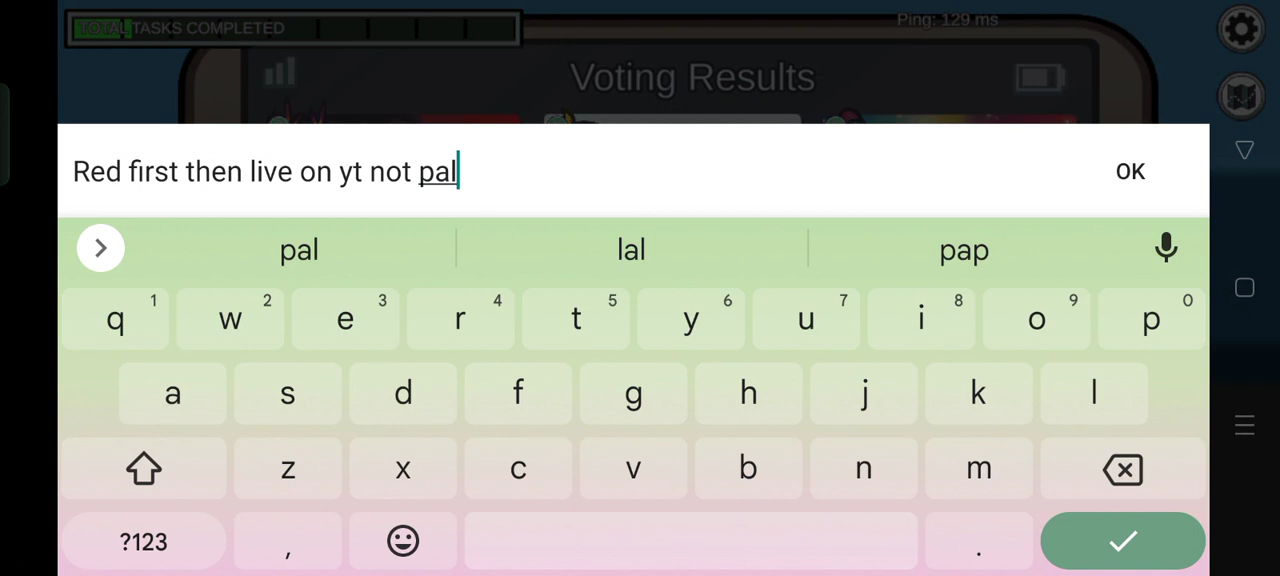 TOTAL TASKS COMPLETED
Ping: 129 ms
Voting Results
Red first then live on yt not pal
OK
pal lal pap
q 1 w 2 e 3 r 4 t 5 y 6 u 7 i 8 o 9 p 0
a s d f g h j k l
z x c v b n m
?123 , .